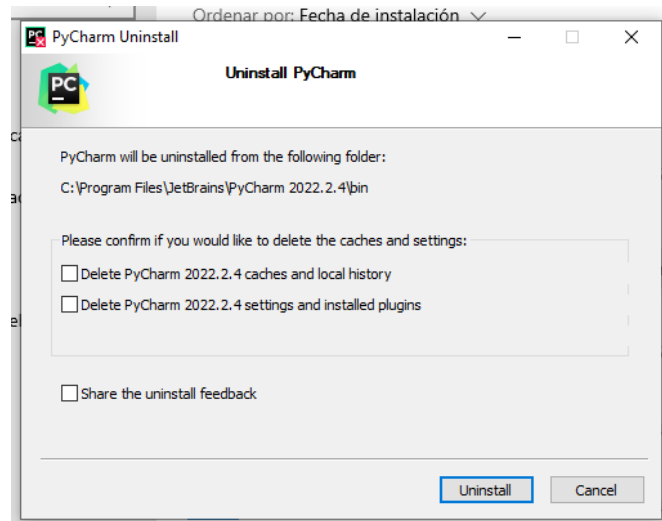 Ordenar por: Fecha de instalación
PyCharm Uninstall
PC
Uninstall PyCharm
PyCharm will be uninstalled from the following folder:
C:\Program Files\JetBrains\PyCharm 2022.2.4\bin
Please confirm if you would like to delete the caches and settings:
Delete PyCharm 2022.2.4 caches and local history
Delete PyCharm 2022.2.4 settings and installed plugins
Share the uninstall feedback
Uninstall Cancel